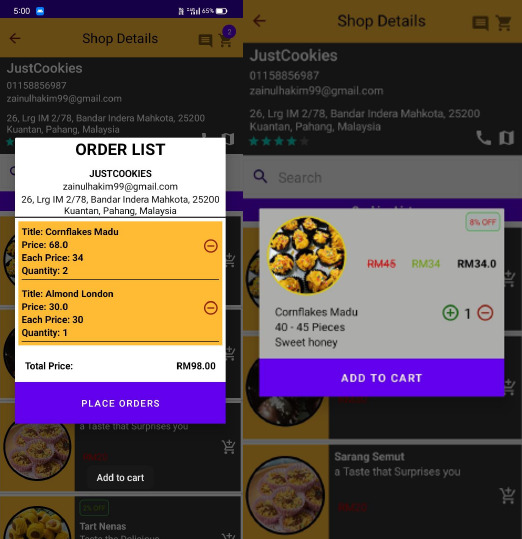 5:00
65%
2
Shop Details
JustCookies
01158856987
zainulhakim99@gmail.com
26, Lrg IM 2/78, Bandar Indera Mahkota, 25200
Kuantan, Pahang, Malaysia
ORDER LIST
JUSTCOOKIES
zainulhakim99@gmail.com
26, Lrg IM 2/78, Bandar Indera Mahkota, 25200
Kuantan, Pahang, Malaysia
Title: Cornflakes Madu
Price: 68.0
Each Price: 34
Quantity: 2
Title: Almond London
Price: 30.0
Each Price: 30
Quantity: 1
Total Price: RM98.00
PLACE ORDERS
a Taste that Surprises you
Add to cart
2% OFF
Tart Nenas
Shop Details
JustCookies
01158856987
zainulhakim99@gmail.com
26, Lrg IM 2/78, Bandar Indera Mahkota, 25200
Kuantan, Pahang, Malaysia
Search
8% OFF
RM45 RM34 RM34.0
Cornflakes Madu
40 - 45 Pieces
Sweet honey
1
ADD TO CART
Sarang Semut
a Taste that Surprises you